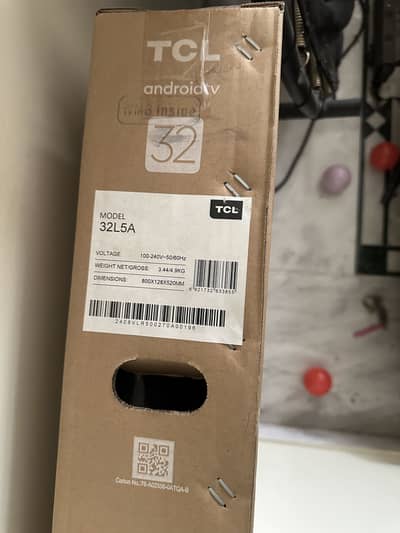 TCL
androidtv
32
TCL
MODEL
32L5A
VOLTAGE: 100-240V~50/60Hz
WEIGHT NET/GROSS: 3.44/4.9KG
DIMENSIONS: 800X128X520MM